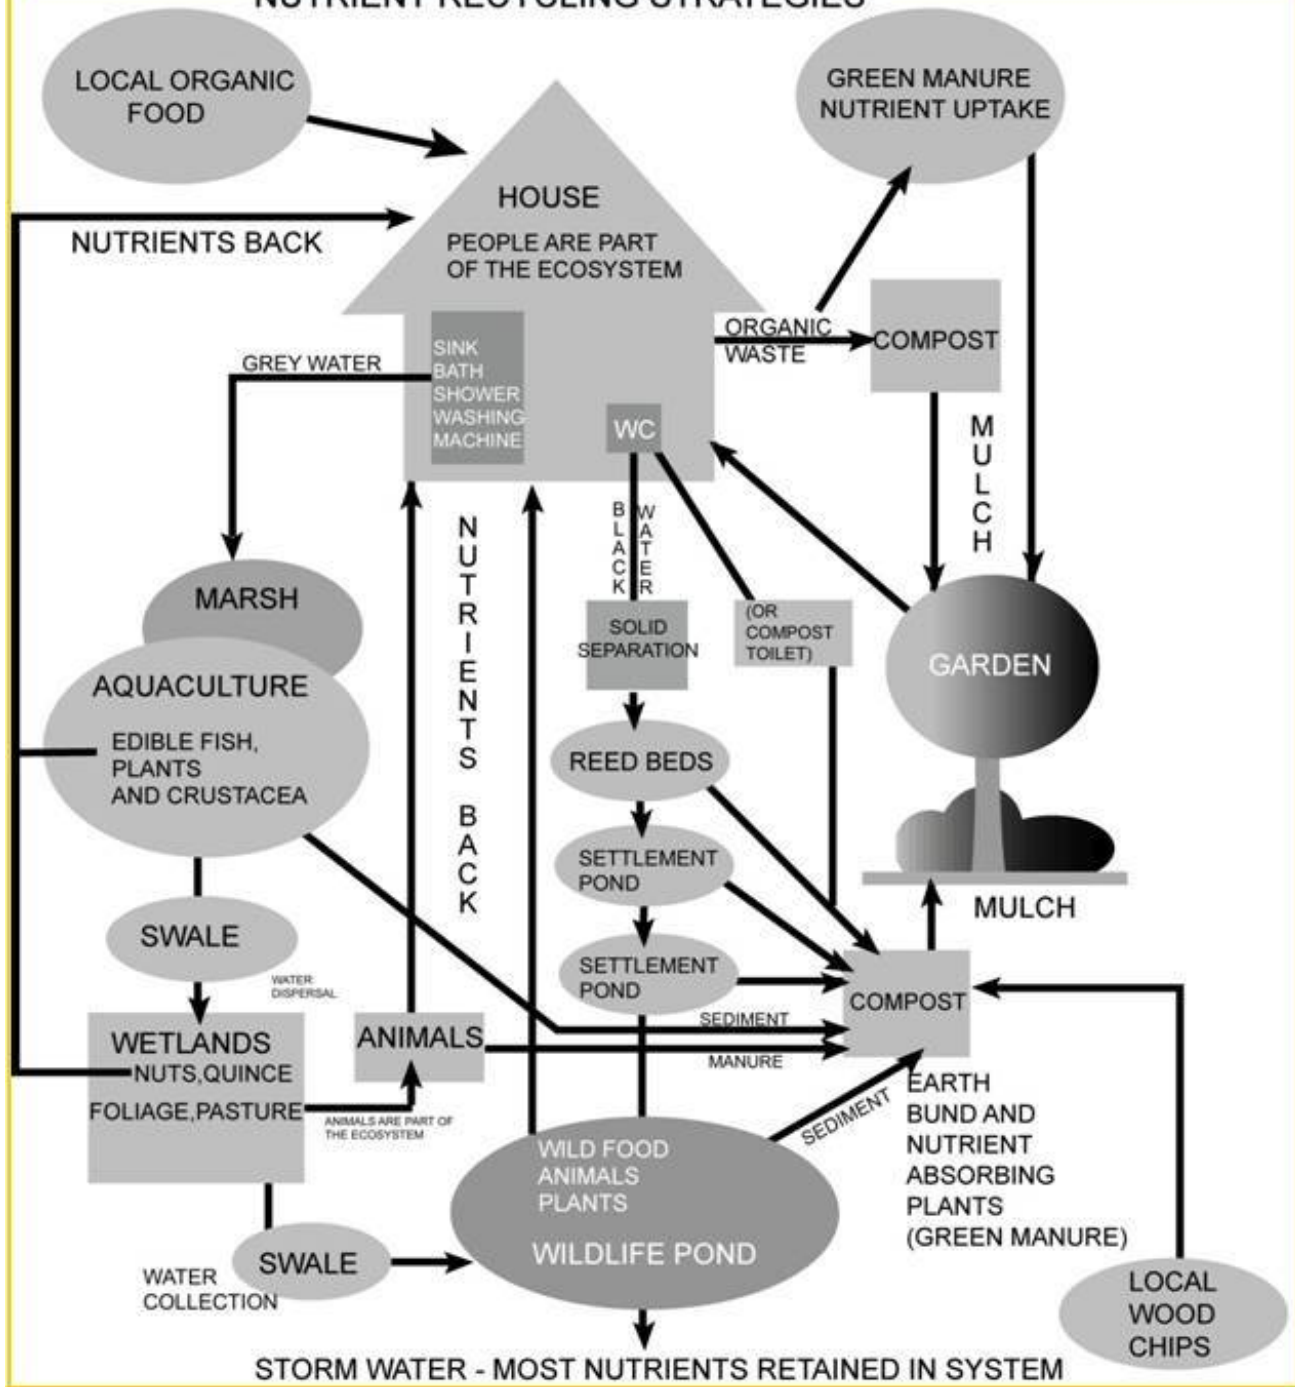 NUTRIENT RECYCLING STRATEGIES
LOCAL ORGANIC
FOOD
GREEN MANURE
NUTRIENT UPTAKE
HOUSE
PEOPLE ARE PART
OF THE ECOSYSTEM
NUTRIENTS BACK
ORGANIC
WASTE
COMPOST
GREY WATER
SINK
BATH
SHOWER
WASHING
MACHINE
WC
MULCH
NUTRIENTS BACK
BLACK WATER
MARSH
SOLID
SEPARATION
(OR
COMPOST
TOILET)
GARDEN
AQUACULTURE
EDIBLE FISH,
PLANTS
AND CRUSTACEA
REED BEDS
SETTLEMENT
POND
MULCH
SWALE
SETTLEMENT
POND
WATER
DISPERSAL
COMPOST
SEDIMENT
WETLANDS
NUTS,QUINCE
FOLIAGE,PASTURE
ANIMALS
MANURE
ANIMALS ARE PART OF
THE ECOSYSTEM
SEDIMENT
EARTH
BUND AND
NUTRIENT
ABSORBING
PLANTS
(GREEN MANURE)
WILD FOOD
ANIMALS
PLANTS
WILDLIFE POND
SWALE
WATER
COLLECTION
LOCAL
WOOD
CHIPS
STORM WATER - MOST NUTRIENTS RETAINED IN SYSTEM